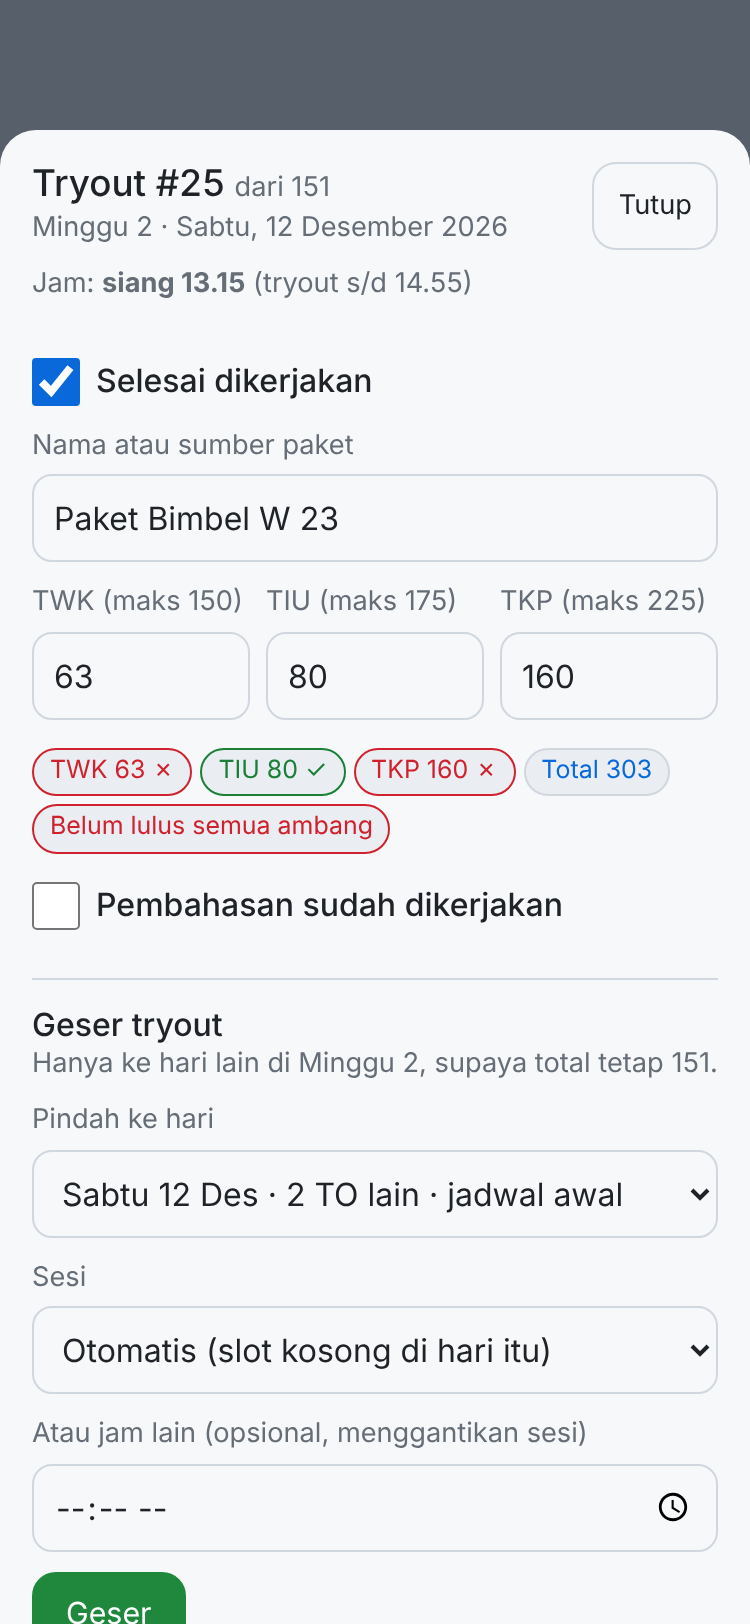 Tryout #25 dari 151
Tutup
Minggu 2 · Sabtu, 12 Desember 2026
Jam: siang 13.15 (tryout s/d 14.55)
Selesai dikerjakan
Nama atau sumber paket
Paket Bimbel W 23
TWK (maks 150) TIU (maks 175) TKP (maks 225)
63 80 160
TWK 63 × TIU 80 ✓ TKP 160 × Total 303
Belum lulus semua ambang
Pembahasan sudah dikerjakan
Geser tryout
Hanya ke hari lain di Minggu 2, supaya total tetap 151.
Pindah ke hari
Sabtu 12 Des · 2 TO lain · jadwal awal
Sesi
Otomatis (slot kosong di hari itu)
Atau jam lain (opsional, menggantikan sesi)
--:-- --
Geser